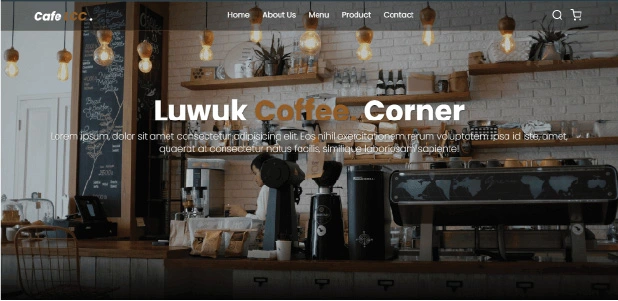 Cafe LCC .
Home About Us Menu Product Contact
Luwuk Coffee Corner
Lorem ipsum, dolor sit amet consectetur adipisicing elit. Eos nihil exercitationem rerum voluptatem ipsa id iste, amet,
quaerat at consectetur natus facilis, similique laboriosam sapiente!